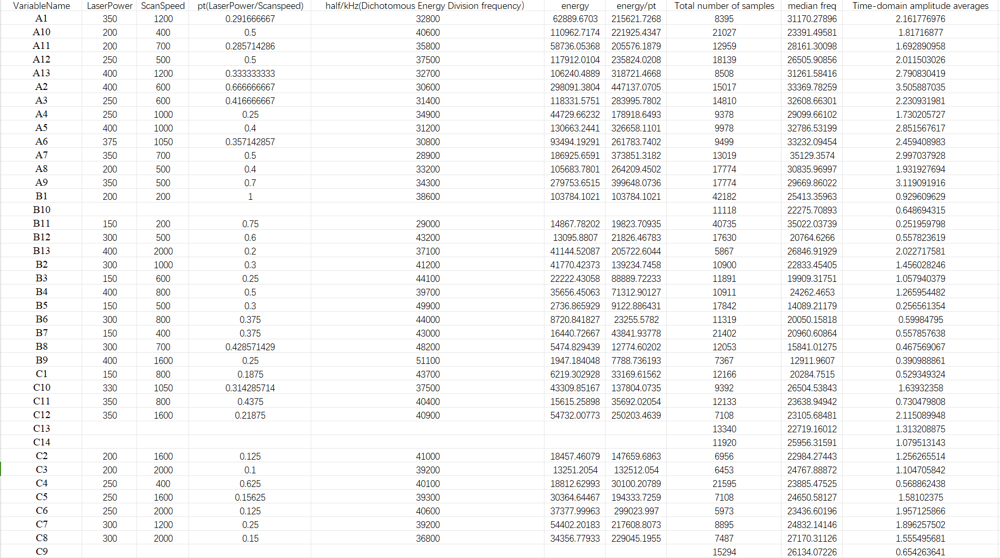 VariableName LaserPower ScanSpeed pt(LaserPower/Scanspeed) half/kHz(Dichotomous Energy Division frequency) energy energy/pt Total number of samples median freq Time-domain amplitude averages
A1 350 1200 0.291666667 32800 62889.6703 215621.7268 8395 31170.27896 2.161776976
A10 200 400 0.5 40600 110962.7174 221925.4347 21027 23391.49581 1.81716877
A11 200 700 0.285714286 35800 58736.05368 205576.1879 12959 28161.30098 1.692890958
A12 250 500 0.5 37500 117912.0104 235824.0208 18139 26505.90856 2.011503026
A13 400 1200 0.333333333 32700 106240.4889 318721.4668 8508 31261.58416 2.790830419
A2 400 600 0.666666667 30600 298091.3804 447137.0705 15017 33369.78259 3.505887035
A3 250 600 0.416666667 31400 118331.5751 283995.7802 14810 32608.66301 2.230931981
A4 250 1000 0.25 34900 44729.66232 178918.6493 9378 29099.66102 1.730205727
A5 400 1000 0.4 31200 130663.2441 326658.1101 9978 32786.53199 2.851567617
A6 375 1050 0.357142857 30800 93494.19291 261783.7402 9499 33232.09454 2.459408983
A7 350 700 0.5 28900 186925.6591 373851.3182 13019 35129.3574 2.997037928
A8 200 500 0.4 33200 105683.7801 264209.4502 17774 30835.96997 1.931927694
A9 350 500 0.7 34300 279753.6515 399648.0736 17774 29669.86022 3.119091916
B1 200 200 1 38600 103784.1021 103784.1021 42182 25413.35963 0.929609629
B10 11118 22275.70893 0.648694315
B11 150 200 0.75 29000 14867.78202 19823.70935 40735 35022.03739 0.251959798
B12 300 500 0.6 43200 13095.8807 21826.46783 17630 20764.6266 0.557823619
B13 400 2000 0.2 37100 41144.52087 205722.6044 5867 26846.91929 2.022717581
B2 300 1000 0.3 41200 41770.42373 139234.7458 10900 22833.45405 1.456028246
B3 150 600 0.25 44100 22222.43058 88889.72233 11891 19909.31751 1.057940379
B4 400 800 0.5 39700 35656.45063 71312.90127 10911 24262.4653 1.265954482
B5 150 500 0.3 49900 2736.865929 9122.886431 17842 14089.21179 0.256561354
B6 300 800 0.375 44000 8720.841827 23255.5782 11319 20050.15818 0.59984795
B7 150 400 0.375 43000 16440.72667 43841.93778 21402 20960.60864 0.557857638
B8 300 700 0.428571429 48200 5474.829439 12774.60202 12053 15841.01275 0.467569067
B9 400 1600 0.25 51100 1947.184048 7788.736193 7367 12911.9607 0.390988861
C1 150 800 0.1875 43700 6219.302928 33169.61562 12166 20284.7515 0.529349324
C10 330 1050 0.314285714 37500 43309.85167 137804.0735 9392 26504.53843 1.63932358
C11 350 800 0.4375 40400 15615.25898 35692.02054 12133 23638.94942 0.730479808
C12 350 1600 0.21875 40900 54732.00773 250203.4639 7108 23105.68481 2.115089948
C13 13340 22719.16012 1.313208875
C14 11920 25956.31591 1.079513143
C2 200 1600 0.125 41000 18457.46079 147659.6863 6956 22984.27443 1.256265514
C3 200 2000 0.1 39200 13251.2054 132512.054 6453 24767.88872 1.104705842
C4 250 400 0.625 40100 18812.62993 30100.20789 21595 23885.47525 0.568862438
C5 250 1600 0.15625 39300 30364.64467 194333.7259 7108 24650.58127 1.58102375
C6 250 2000 0.125 40600 37377.99963 299023.997 5973 23436.60196 1.957125866
C7 300 1200 0.25 39200 54402.20183 217608.8073 8895 24832.14146 1.896257502
C8 300 2000 0.15 36800 34356.77933 229045.1955 7487 27170.31126 1.555495681
C9 15294 26134.07226 0.654263641